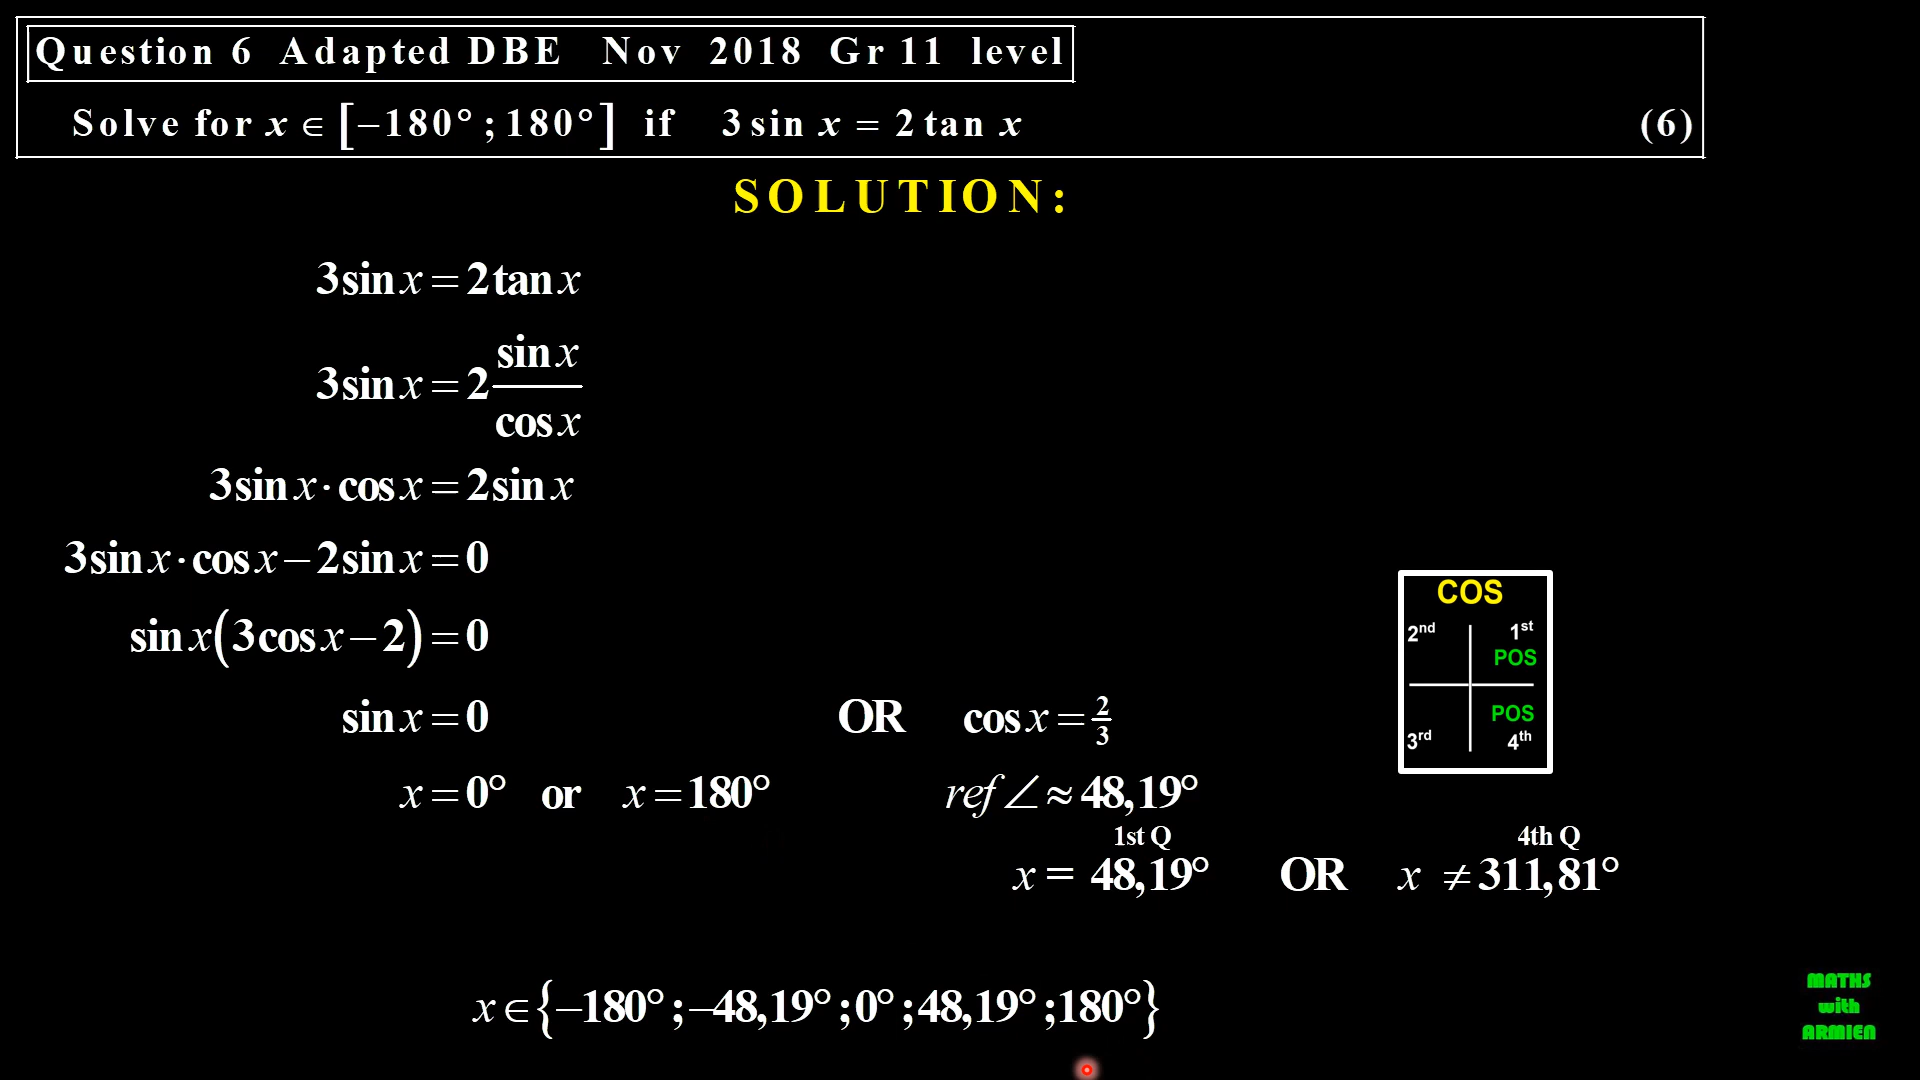 Question 6 Adapted DBE Nov 2018 Gr 11 level
Solve for x ∈ [−180° ; 180°] if 3 sin x = 2 tan x (6)
SOLUTION:
3sin x = 2tan x
3sin x = 2 sin x / cos x
3sin x · cos x = 2sin x
3sin x · cos x − 2sin x = 0
sin x(3cos x − 2) = 0
sin x = 0 OR cos x = 2/3
x = 0° or x = 180° ref ∠ ≈ 48,19°
1st Q 4th Q
x = 48,19° OR x ≠ 311,81°
x ∈ {−180° ; −48,19° ; 0° ; 48,19° ; 180°}
COS
2nd 1st
POS
POS
3rd 4th
MATHS
with
ARMIEN